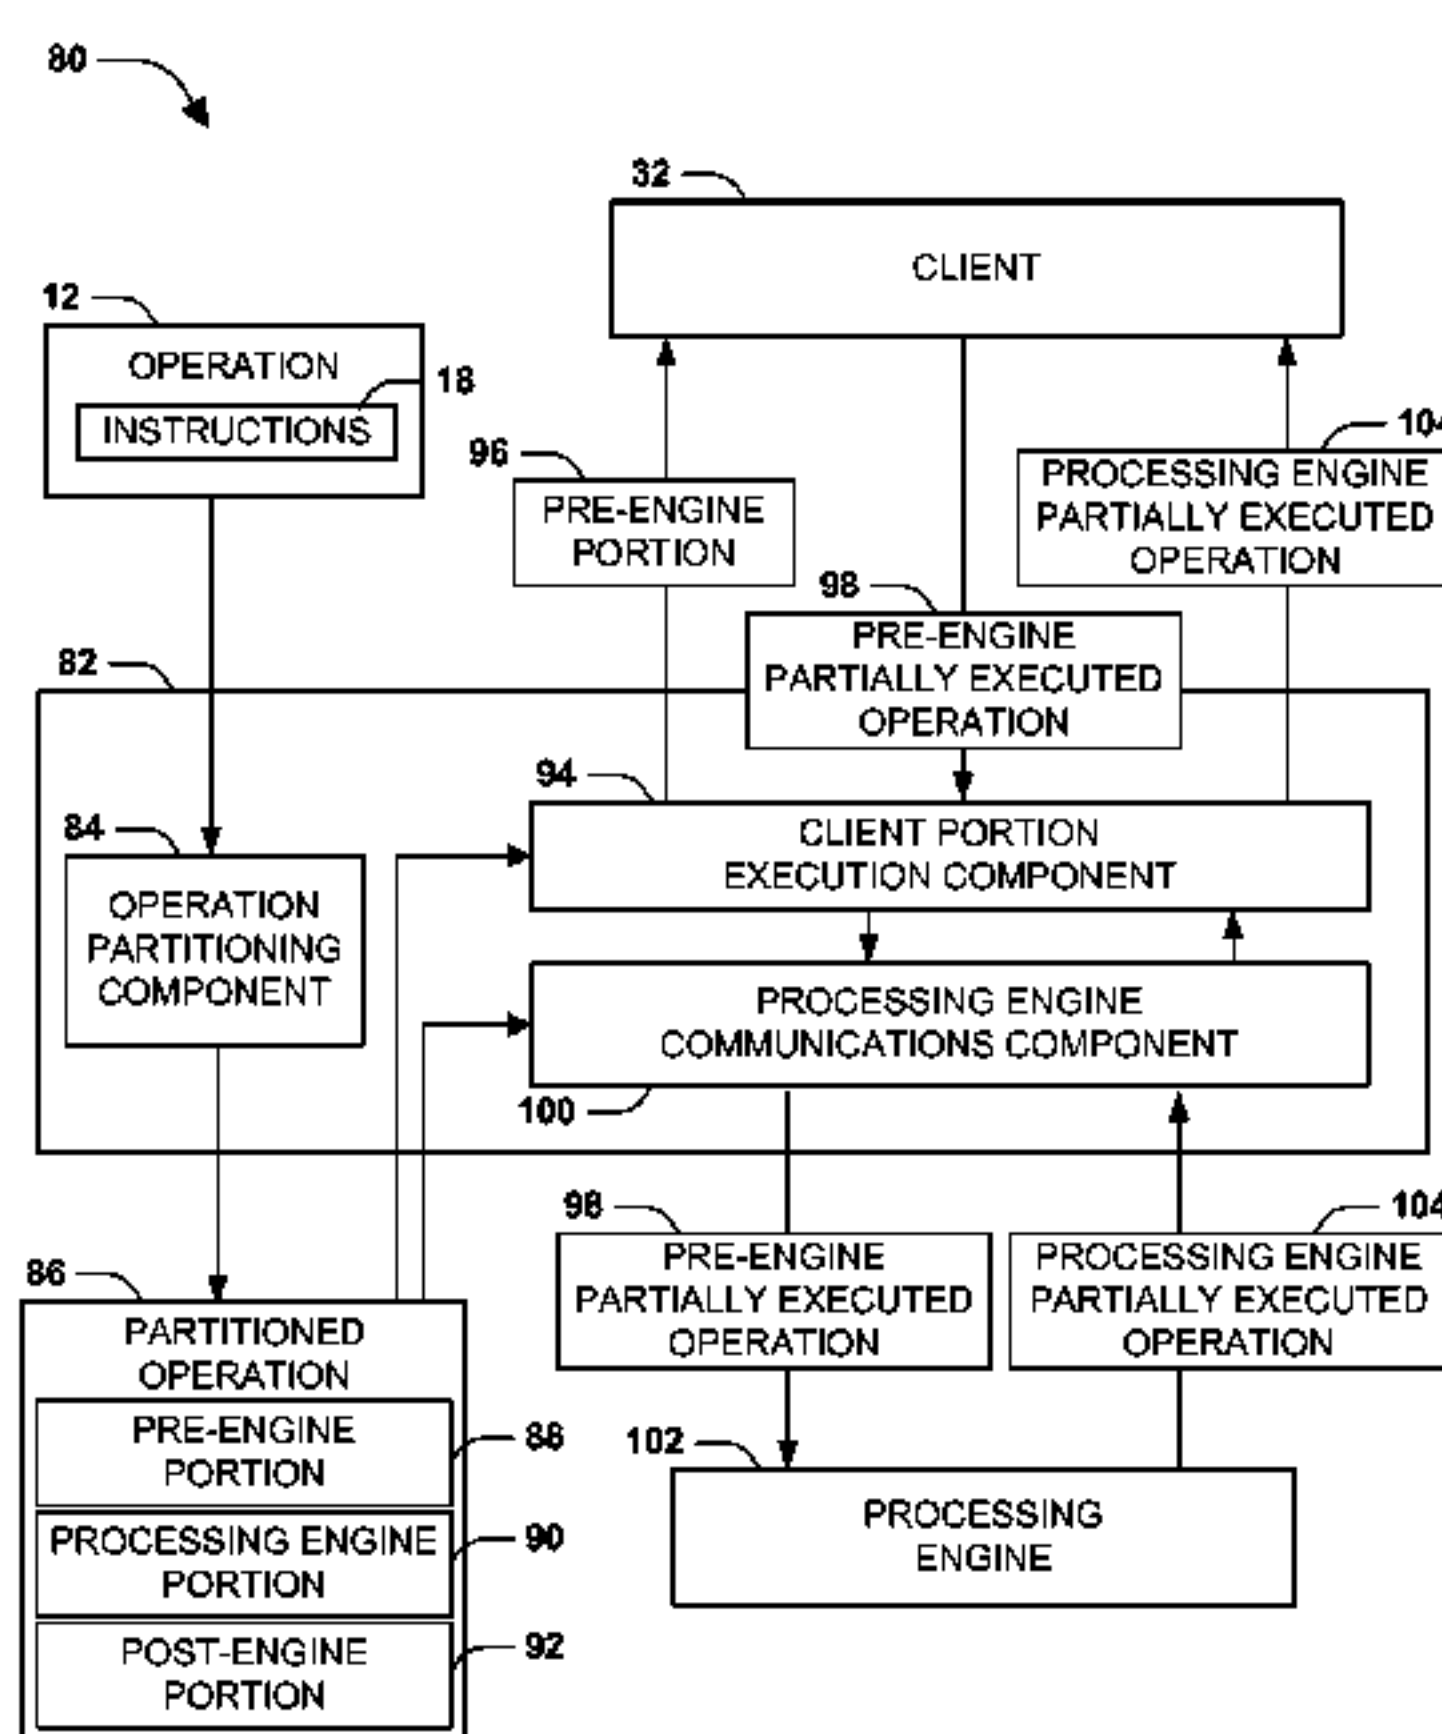 80
32
CLIENT
12
OPERATION
18
INSTRUCTIONS
96
PRE-ENGINE
PORTION
104
PROCESSING ENGINE
PARTIALLY EXECUTED
OPERATION
98
PRE-ENGINE
PARTIALLY EXECUTED
OPERATION
82
94
CLIENT PORTION
EXECUTION COMPONENT
84
OPERATION
PARTITIONING
COMPONENT
PROCESSING ENGINE
COMMUNICATIONS COMPONENT
100
98
PRE-ENGINE
PARTIALLY EXECUTED
OPERATION
104
PROCESSING ENGINE
PARTIALLY EXECUTED
OPERATION
86
PARTITIONED
OPERATION
PRE-ENGINE
PORTION
88
PROCESSING ENGINE
PORTION
90
POST-ENGINE
PORTION
92
102
PROCESSING
ENGINE